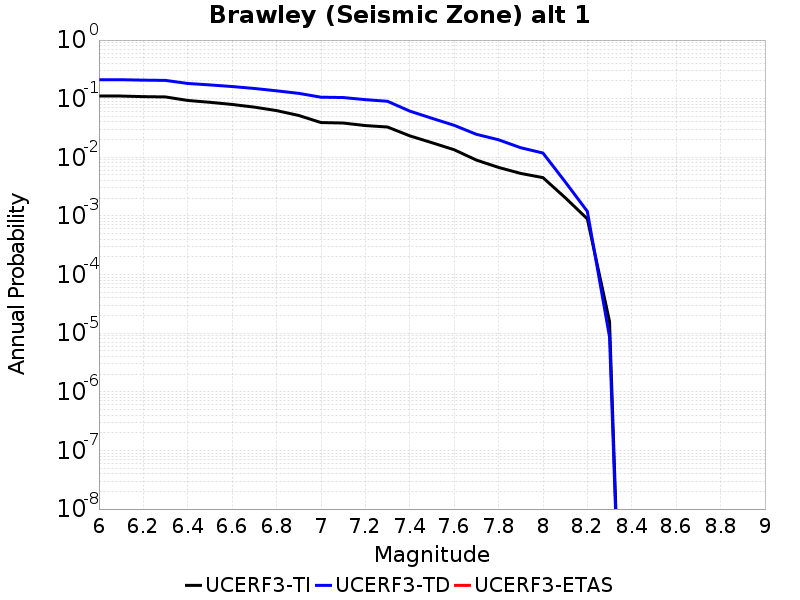 Brawley (Seismic Zone) alt 1
Annual Probability
10^0
10^-1
10^-2
10^-3
10^-4
10^-5
10^-6
10^-7
10^-8
6 6.2 6.4 6.6 6.8 7 7.2 7.4 7.6 7.8 8 8.2 8.4 8.6 8.8 9
Magnitude
UCERF3-TI UCERF3-TD UCERF3-ETAS